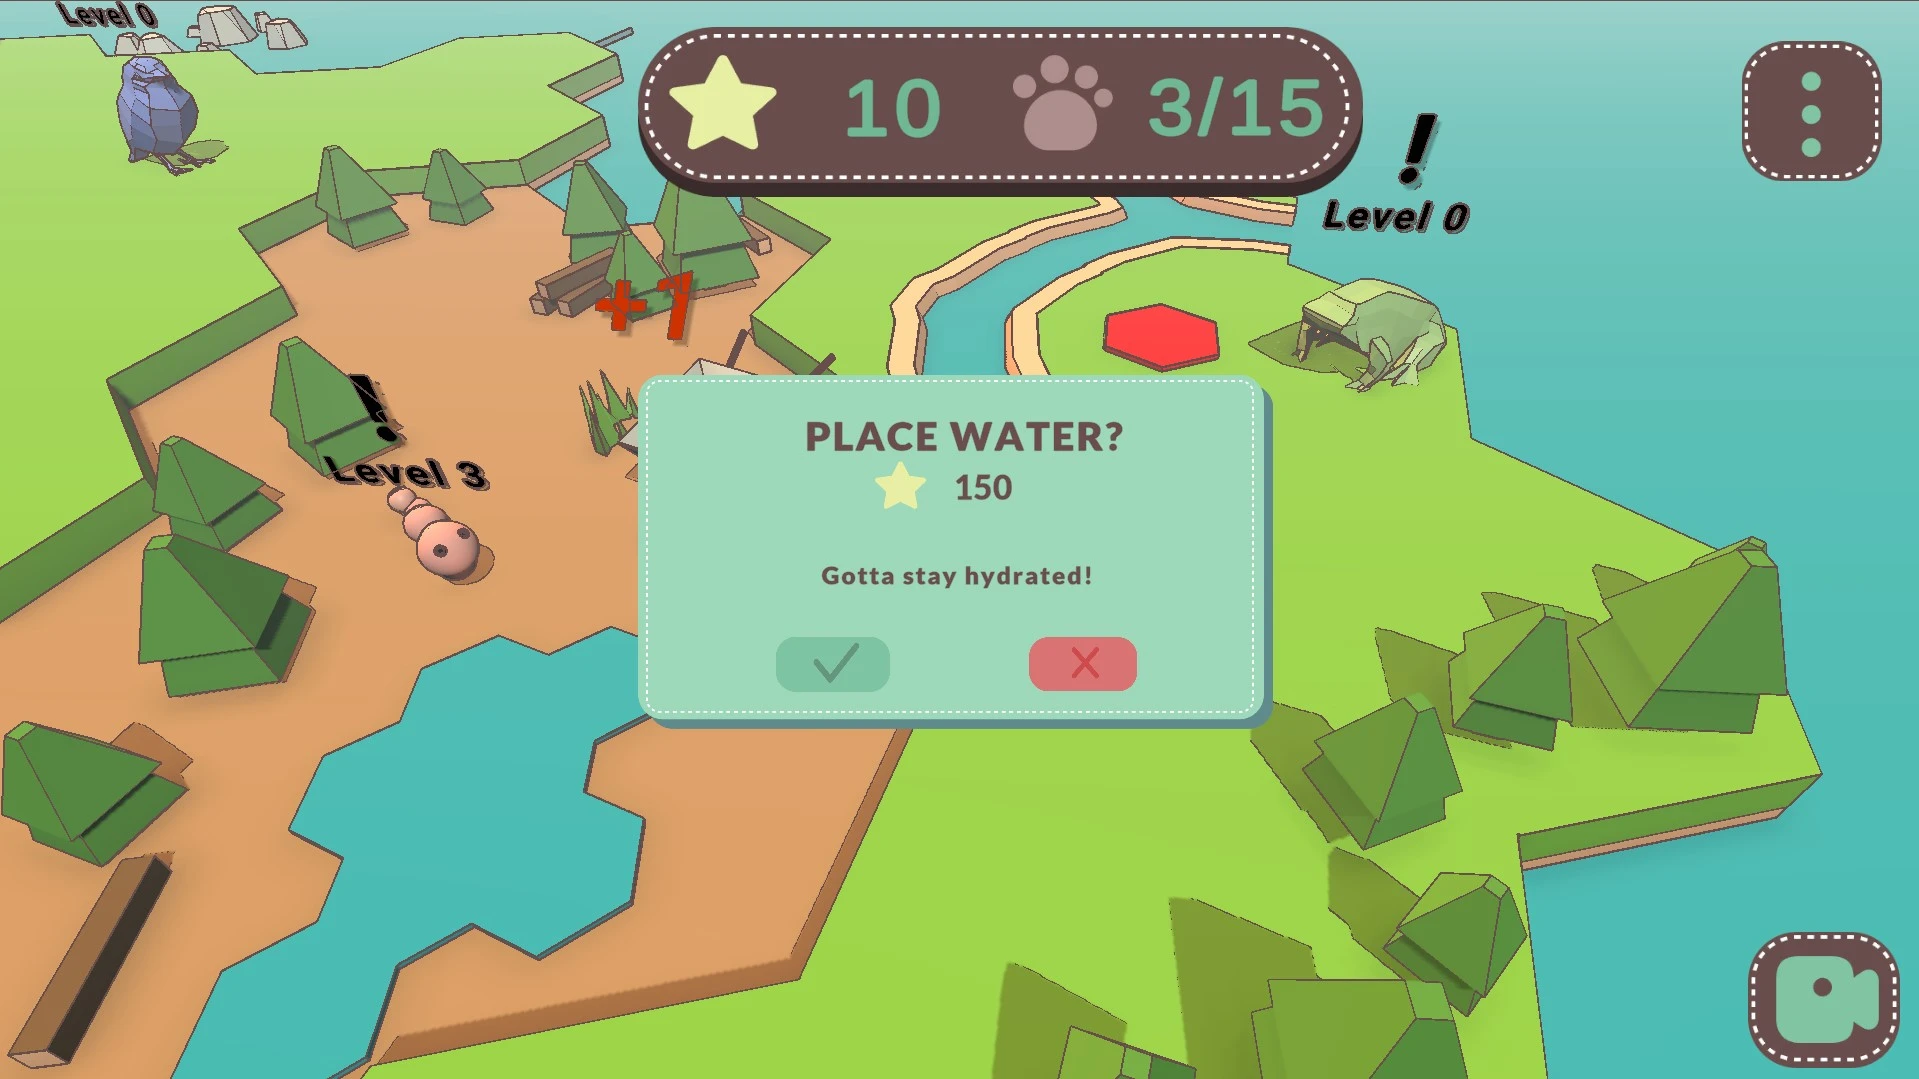 Level 0
10
3/15
!
Level 0
+1
!
Level 3
PLACE WATER?
150
Gotta stay hydrated!